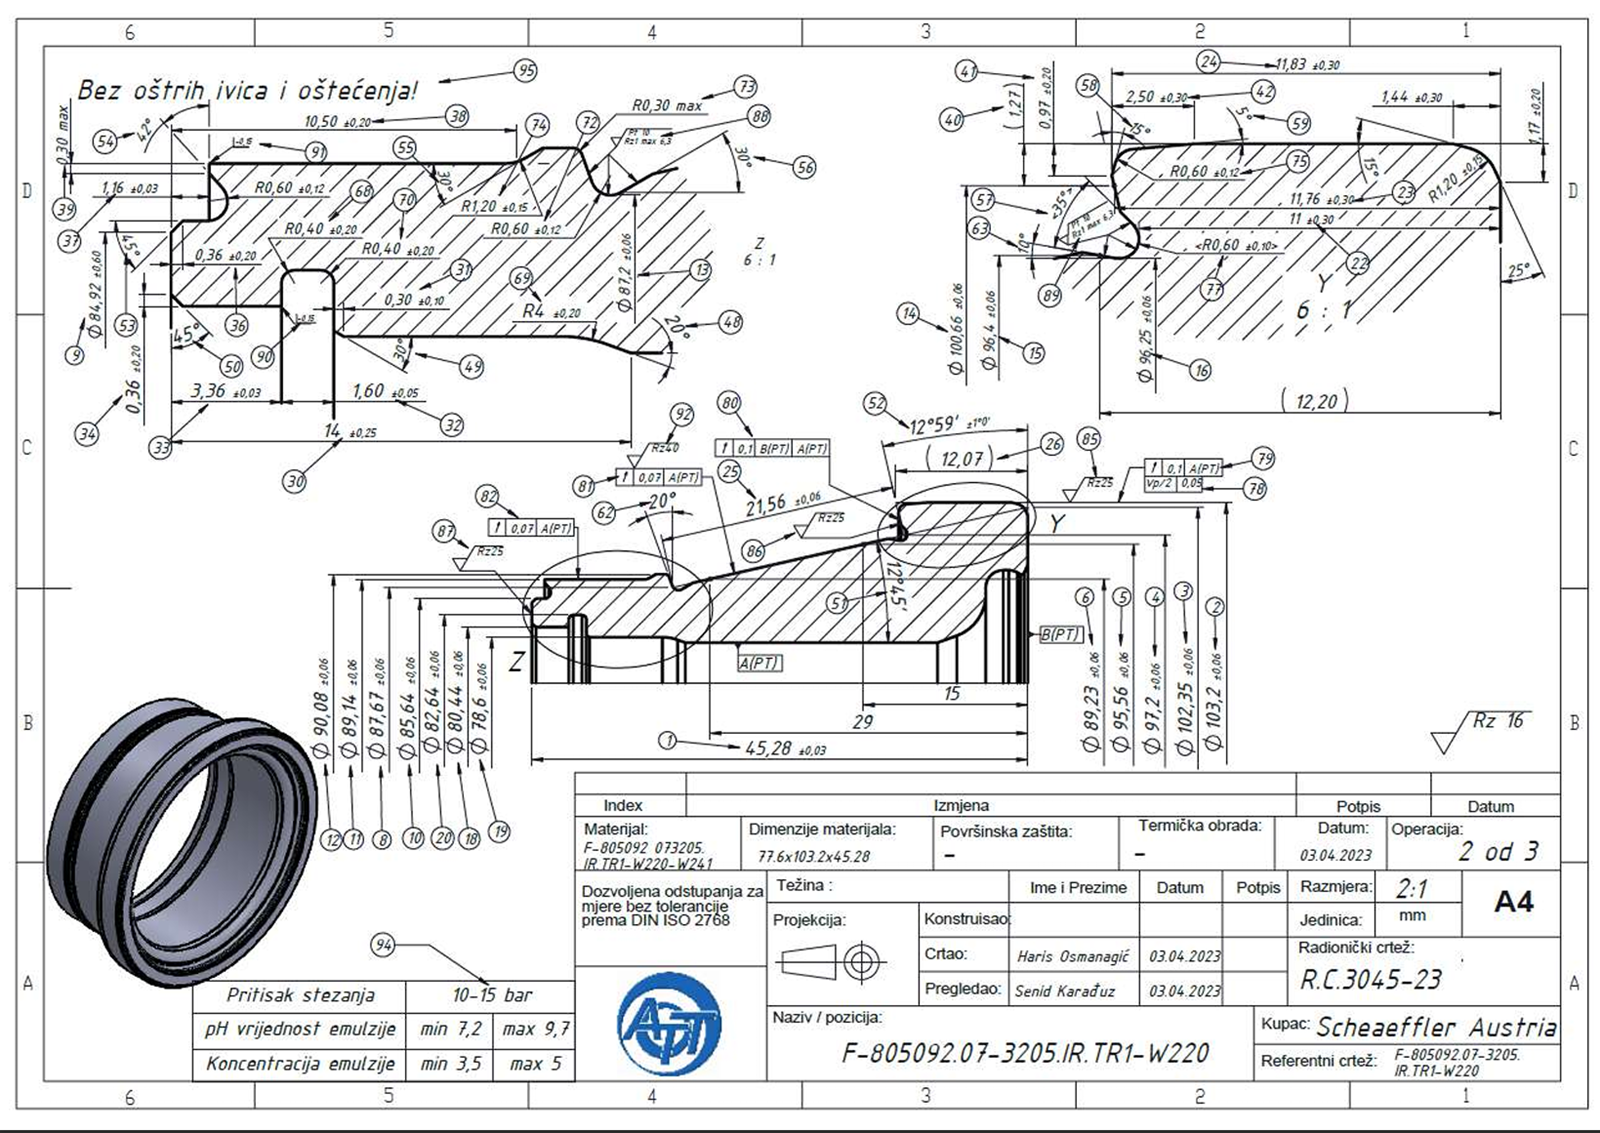 6 5 4 3 2 1
Bez oštrih ivica i oštećenja! 95
0,30 max
39
54 42°
10,50 ±0,20 38
-0,15 91
55 30°
74
72
R0,30 max 73
Pt 10
Rz1 max 6,3
88
30° 56
1,16 ±0,03
37
R0,60 ±0,12 68
70
R1,20 ±0,15
R0,60 ±0,12
R0,40 ±0,20
R0,40 ±0,20
45°
53
0,36 ±0,20
36
31
0,30 ±0,10
69
R4 ±0,20
Ø 87,2 ±0,06 13
Z
6 : 1
Ø 84,92 ±0,60
9
0,36 ±0,20
34
45°
50
-0,15
90
30° 49
20° 48
3,36 ±0,03
33
1,60 ±0,05
32
14 ±0,25
30
24 11,83 ±0,30
41
0,97 ±0,20
40
(1,27)
58
15°
2,50 ±0,30 42
5° 59
1,44 ±0,30
1,17 ±0,20
15°
R1,20 ±0,15
R0,60 ±0,12 75
57
<35°>
63
10°
Pt 10
Rz1 max 6,3
89
11,76 ±0,30 23
11 ±0,30
22
<R0,60 ±0,10>
77
Y
6 : 1
25°
14
Ø 100,66 ±0,06
Ø 96,4 ±0,06
15
Ø 96,25 ±0,06
16
(12,20)
52
12°59' ±1°0'
(12,07) 26
80
0,1 B(PT) A(PT)
92
Rz40
81 0,07 A(PT)
25
21,56 ±0,06
85
Rz25
0,1 A(PT) 79
Vp/2 0,05 78
82
0,07 A(PT)
62 20°
86 Rz25
87
Rz25
Y
Z
51 12°45'
A(PT)
B(PT)
6 5 4 3 2
Ø 90,08 ±0,06
Ø 89,14 ±0,06
Ø 87,67 ±0,06
Ø 85,64 ±0,06
Ø 82,64 ±0,06
Ø 80,44 ±0,06
Ø 78,6 ±0,06
12 11 8 10 20 18 19
Ø 89,23 ±0,06
Ø 95,56 ±0,06
Ø 97,2 ±0,06
Ø 102,35 ±0,06
Ø 103,2 ±0,06
15
29
1 45,28 ±0,03
Rz 16
D D
C C
B B
A A
94
Pritisak stezanja 10-15 bar
pH vrijednost emulzije min 7,2 max 9,7
Koncentracija emulzije min 3,5 max 5
Index Izmjena Potpis Datum
Materijal:
F-805092 073205.
IR.TR1-W220-W241
Dimenzije materijala:
77.6x103.2x45.28
Površinska zaštita:
–
Termička obrada:
–
Datum:
03.04.2023
Operacija:
2 od 3
Dozvoljena odstupanja za
mjere bez tolerancije
prema DIN ISO 2768
Težina :
Projekcija:
Ime i Prezime Datum Potpis
Konstruisao:
Crtao: Haris Osmanagić 03.04.2023
Pregledao: Senid Karađuz 03.04.2023
Razmjera: 2:1
Jedinica: mm
A4
Radionički crtež:
R.C.3045-23
ATT
Naziv / pozicija:
F-805092.07-3205.IR.TR1-W220
Kupac: Scheaeffler Austria
Referentni crtež: F-805092.07-3205.
IR.TR1-W220
6 5 4 3 2 1